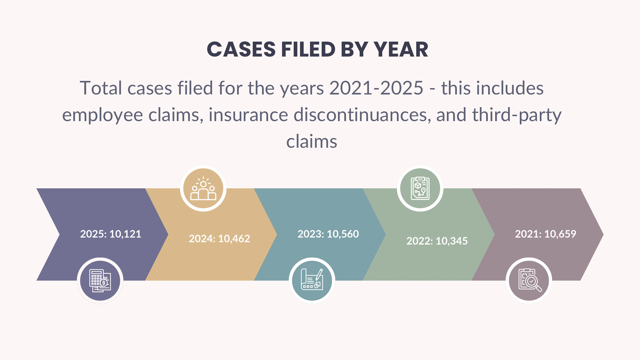 CASES FILED BY YEAR
Total cases filed for the years 2021-2025 - this includes
employee claims, insurance discontinuances, and third-party
claims
2025: 10,121
2024: 10,462
2023: 10,560
2022: 10,345
2021: 10,659